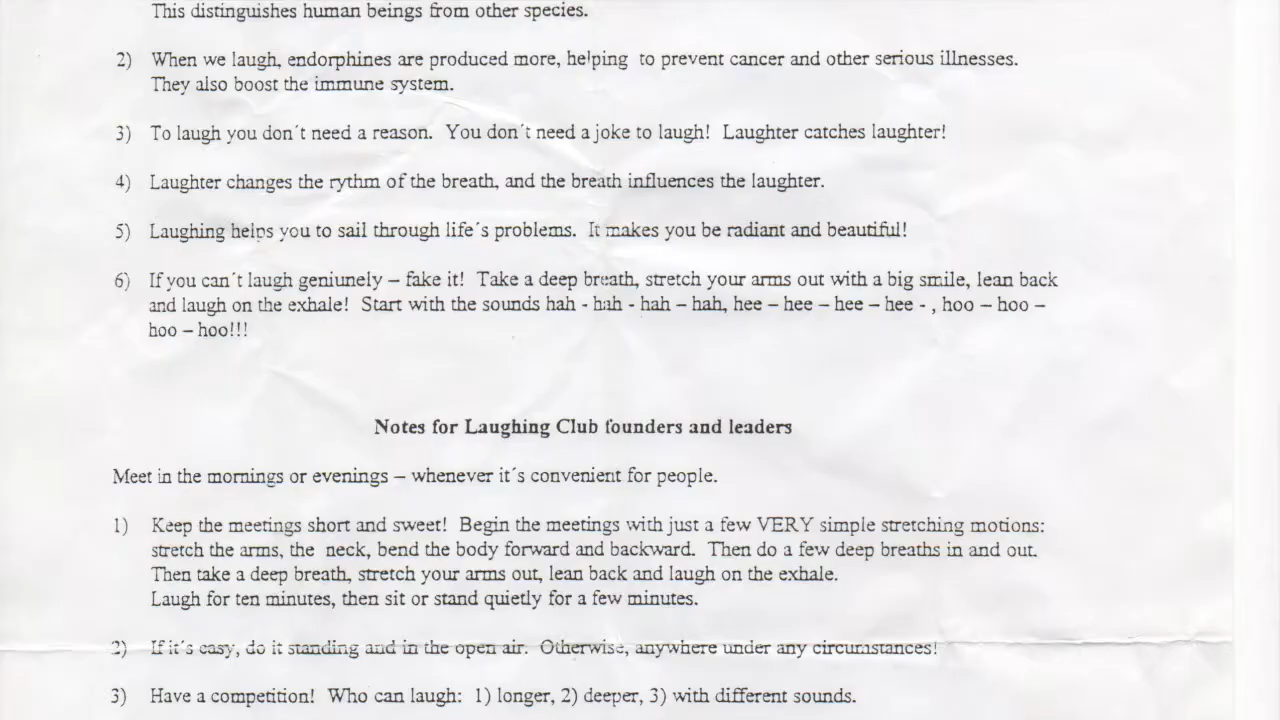 This distinguishes human beings from other species.
2) When we laugh, endorphines are produced more, helping to prevent cancer and other serious illnesses.
They also boost the immune system.
3) To laugh you don´t need a reason. You don´t need a joke to laugh! Laughter catches laughter!
4) Laughter changes the rythm of the breath, and the breath influences the laughter.
5) Laughing helps you to sail through life´s problems. It makes you be radiant and beautiful!
6) If you can´t laugh geniunely – fake it! Take a deep breath, stretch your arms out with a big smile, lean back
and laugh on the exhale! Start with the sounds hah - hah - hah – hah, hee – hee – hee – hee - , hoo – hoo –
hoo – hoo!!!
Notes for Laughing Club founders and leaders
Meet in the mornings or evenings – whenever it´s convenient for people.
1) Keep the meetings short and sweet! Begin the meetings with just a few VERY simple stretching motions:
stretch the arms, the neck, bend the body forward and backward. Then do a few deep breaths in and out.
Then take a deep breath, stretch your arms out, lean back and laugh on the exhale.
Laugh for ten minutes, then sit or stand quietly for a few minutes.
2) If it´s easy, do it standing and in the open air. Otherwise, anywhere under any circumstances!
3) Have a competition! Who can laugh: 1) longer, 2) deeper, 3) with different sounds.